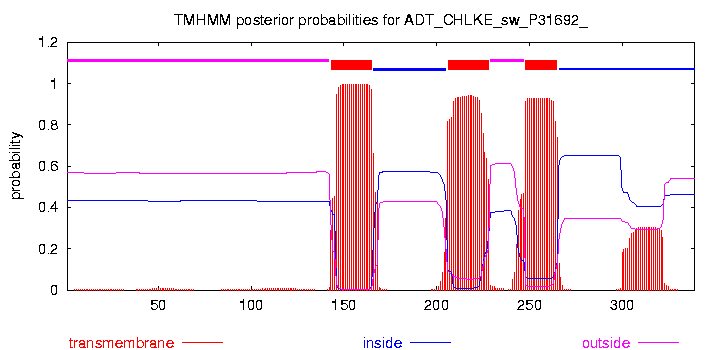 TMHMM posterior probabilities for ADT_CHLKE_sw_P31692_
1.2
1
0.8
0.6
0.4
0.2
0
probability
50 100 150 200 250 300
transmembrane inside outside